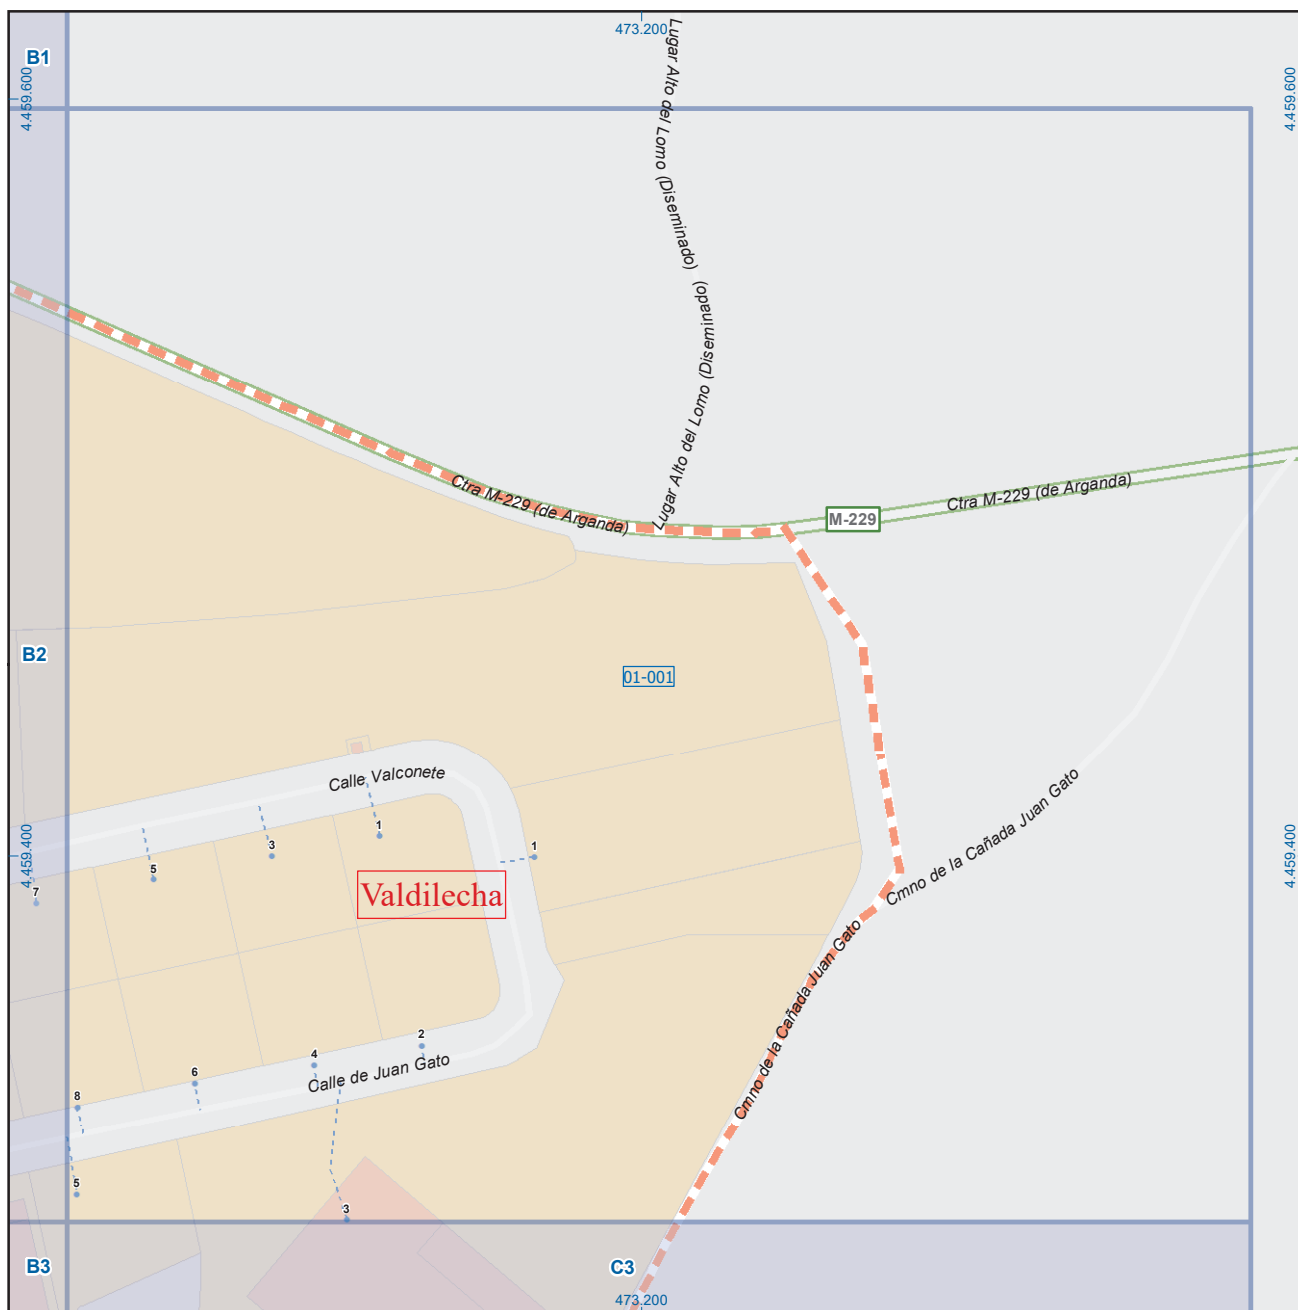 473.200
B1
4.459.600
4.459.600
Lugar Alto del Lomo (Diseminado)
Lugar Alto del Lomo (Diseminado)
Ctra M-229 (de Arganda)
M-229
Ctra M-229 (de Arganda)
B2
01-001
Calle Valconete
1
3
5
7
1
4.459.400
4.459.400
Valdilecha
Cmno de la Cañada Juan Gato
Cmno de la Cañada Juan Gato
2
4
6
8
Calle de Juan Gato
5
3
B3
C3
473.200